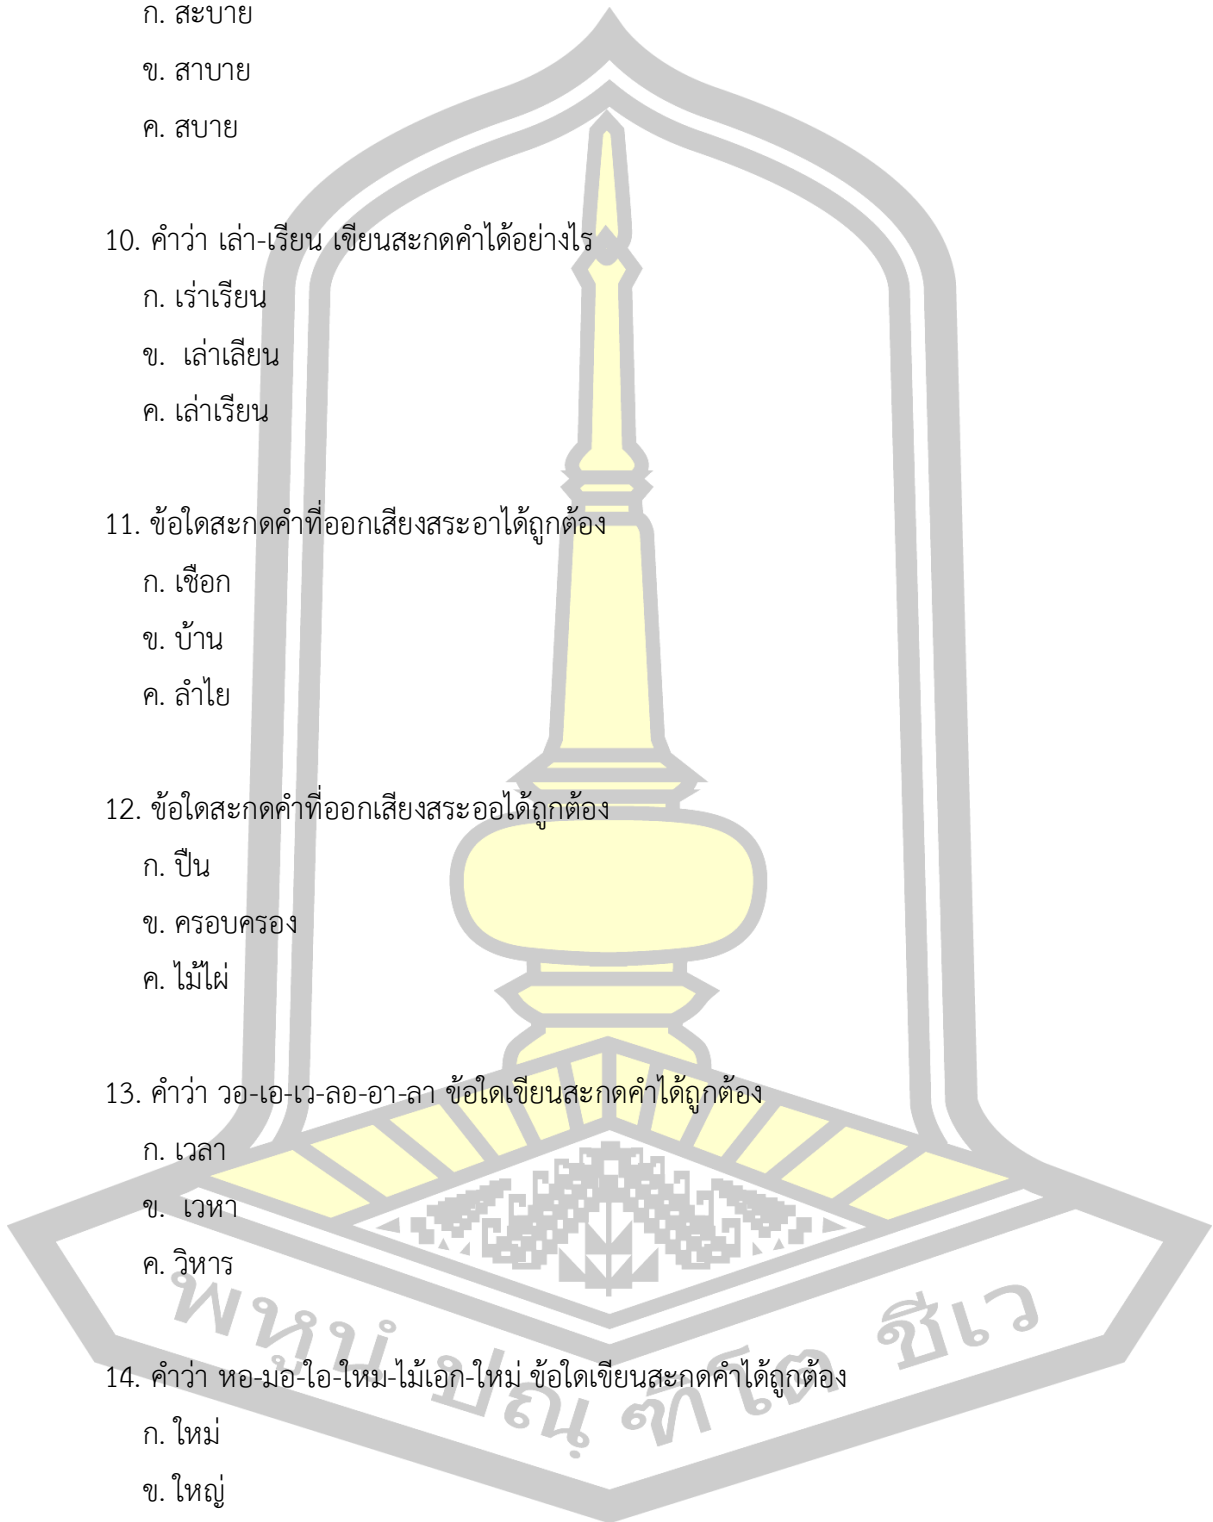 ก. สะบาย
ข. สาบาย
ค. สบาย
10. คำว่า เล่า-เรียน เขียนสะกดคำได้อย่างไร
ก. เร่าเรียน
ข. เล่าเลียน
ค. เล่าเรียน
11. ข้อใดสะกดคำที่ออกเสียงสระอาได้ถูกต้อง
ก. เชือก
ข. บ้าน
ค. ลำไย
12. ข้อใดสะกดคำที่ออกเสียงสระออได้ถูกต้อง
ก. ปืน
ข. ครอบครอง
ค. ไม้ไผ่
13. คำว่า วอ-เอ-เว-ลอ-อา-ลา ข้อใดเขียนสะกดคำได้ถูกต้อง
ก. เวลา
ข. เวหา
ค. วิหาร
พหูนํ ปณฺฑิโต ชีเว
14. คำว่า หอ-มอ-ใอ-ใหม-ไม้เอก-ใหม่ ข้อใดเขียนสะกดคำได้ถูกต้อง
ก. ใหม่
ข. ใหญ่